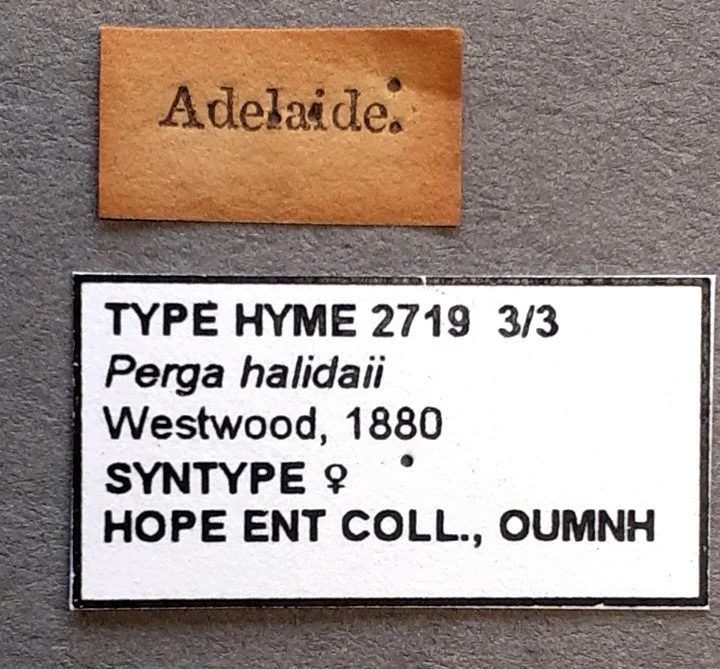 Adelaide.
TYPE HYME 2719 3/3
Perga halidaii
Westwood, 1880
SYNTYPE ♀
HOPE ENT COLL., OUMNH